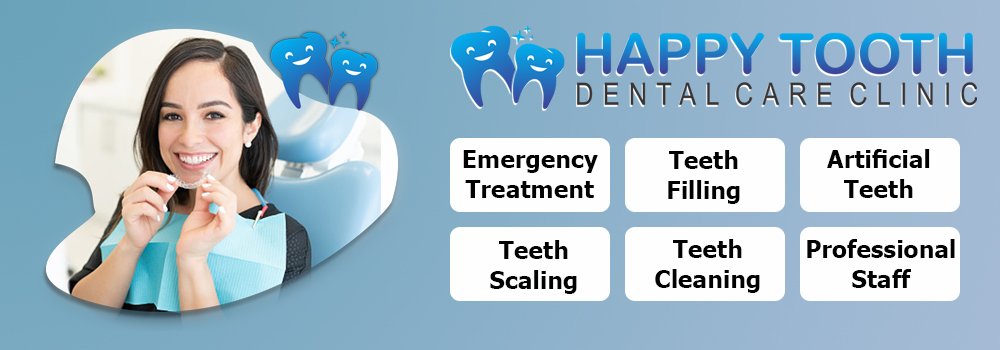 HAPPY TOOTH
DENTAL CARE CLINIC
Emergency
Treatment
Teeth
Filling
Artificial
Teeth
Teeth
Scaling
Teeth
Cleaning
Professional
Staff